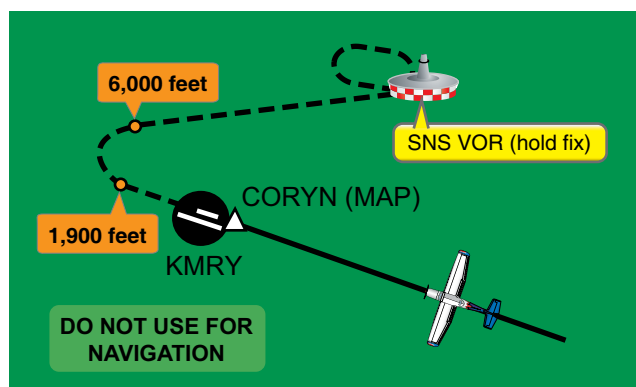 6,000 feet
SNS VOR (hold fix)
CORYN (MAP)
1,900 feet
KMRY
DO NOT USE FOR
NAVIGATION